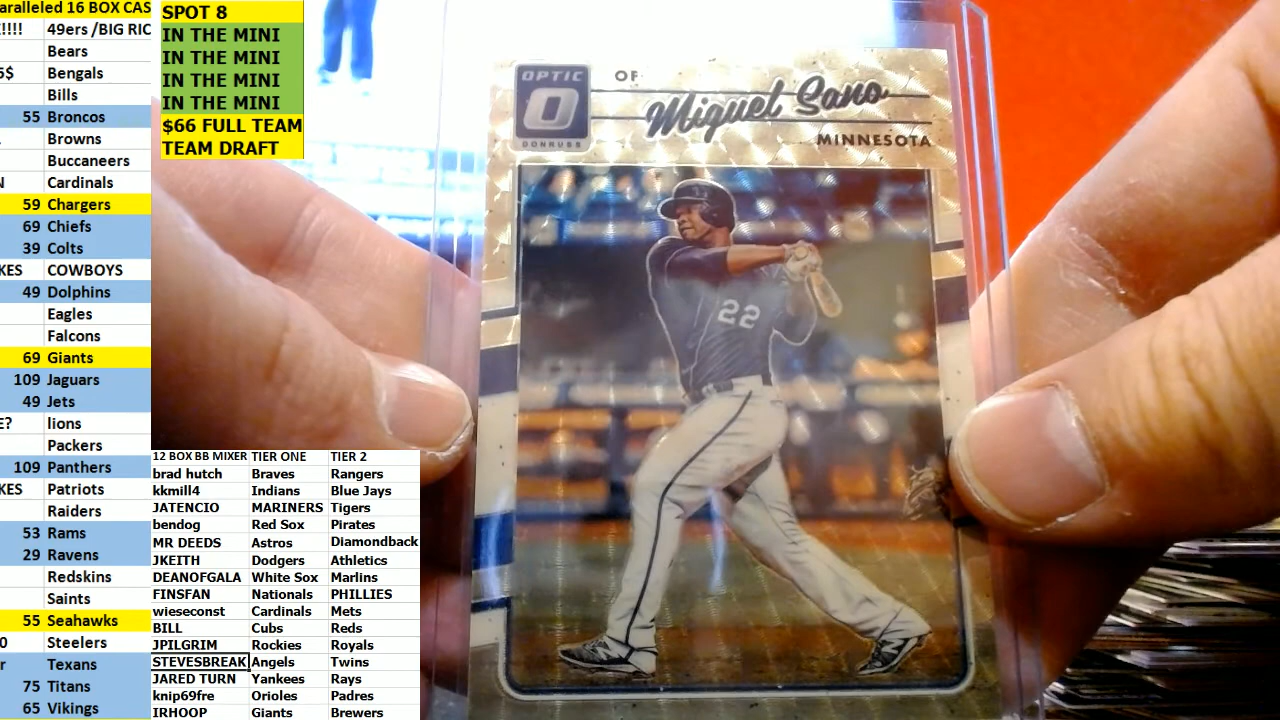 aralleled 16 BOX CAS
!!!! 49ers /BIG RIC
Bears
5$ Bengals
Bills
55 Broncos
Browns
Buccaneers
N Cardinals
59 Chargers
69 Chiefs
39 Colts
KES COWBOYS
49 Dolphins
Eagles
Falcons
69 Giants
109 Jaguars
49 Jets
E? lions
Packers
109 Panthers
KES Patriots
Raiders
53 Rams
29 Ravens
Redskins
Saints
55 Seahawks
0 Steelers
r Texans
75 Titans
65 Vikings
SPOT 8
IN THE MINI
IN THE MINI
IN THE MINI
IN THE MINI
$66 FULL TEAM
TEAM DRAFT
12 BOX BB MIXER TIER ONE TIER 2
brad hutch Braves Rangers
kkmill4 Indians Blue Jays
JATENCIO MARINERS Tigers
bendog Red Sox Pirates
MR DEEDS Astros Diamondback
JKEITH Dodgers Athletics
DEANOFGALA White Sox Marlins
FINSFAN Nationals PHILLIES
wieseconst Cardinals Mets
BILL Cubs Reds
JPILGRIM Rockies Royals
STEVESBREAK Angels Twins
JARED TURN Yankees Rays
knip69fre Orioles Padres
IRHOOP Giants Brewers
OPTIC
O
DONRUSS
OF
Miguel Sano
MINNESOTA
22